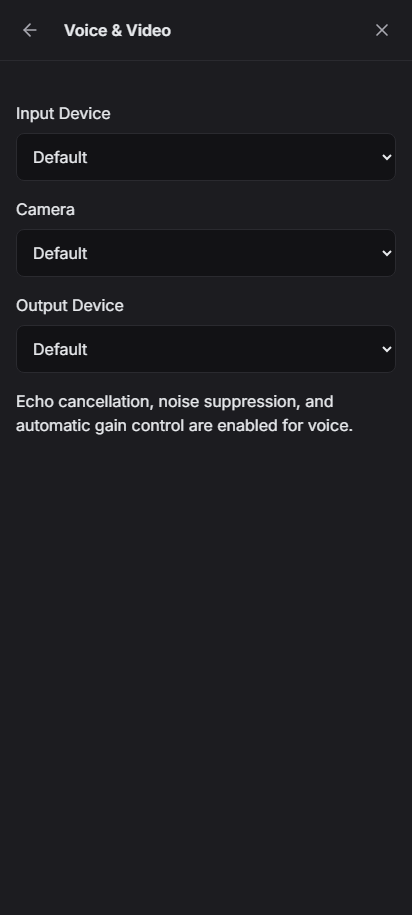 Voice & Video
Input Device
Default
Camera
Default
Output Device
Default
Echo cancellation, noise suppression, and
automatic gain control are enabled for voice.